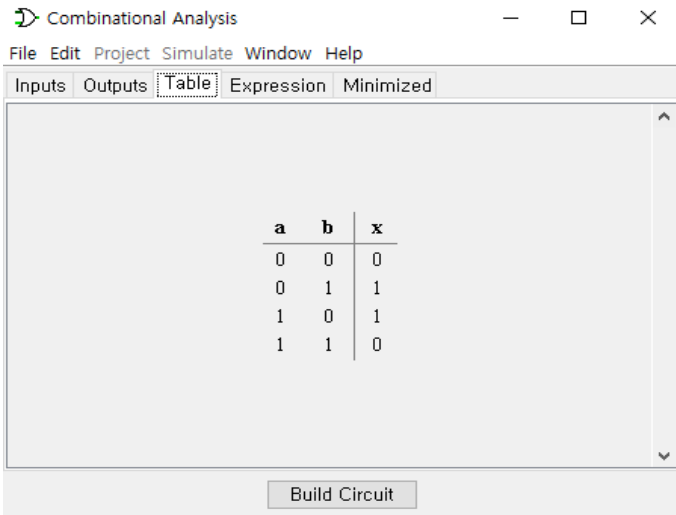 Combinational Analysis
File Edit Project Simulate Window Help
Inputs Outputs Table Expression Minimized
a b x
0 0 0
0 1 1
1 0 1
1 1 0
Build Circuit